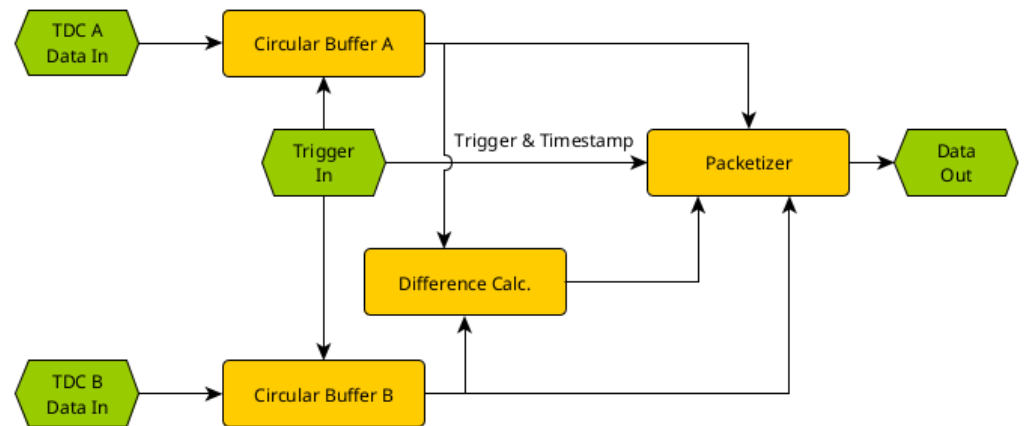 TDC A
Data In
Circular Buffer A
Trigger
In
Trigger & Timestamp
Packetizer
Data
Out
Difference Calc.
TDC B
Data In
Circular Buffer B